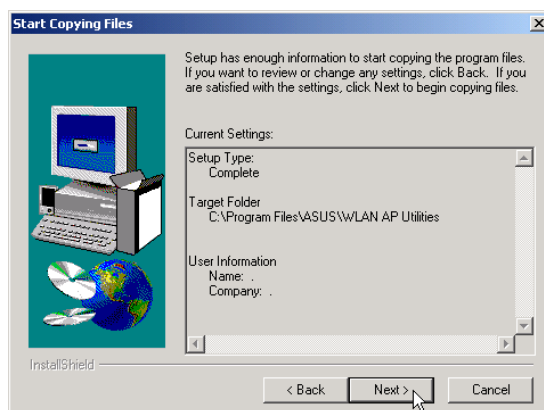 Start Copying Files
Setup has enough information to start copying the program files.
If you want to review or change any settings, click Back.  If you
are satisfied with the settings, click Next to begin copying files.
Current Settings:
Setup Type:
Complete
Target Folder
C:\Program Files\ASUS\WLAN AP Utilities
User Information
Name:  .
Company:  .
InstallShield
< Back
Next >
Cancel